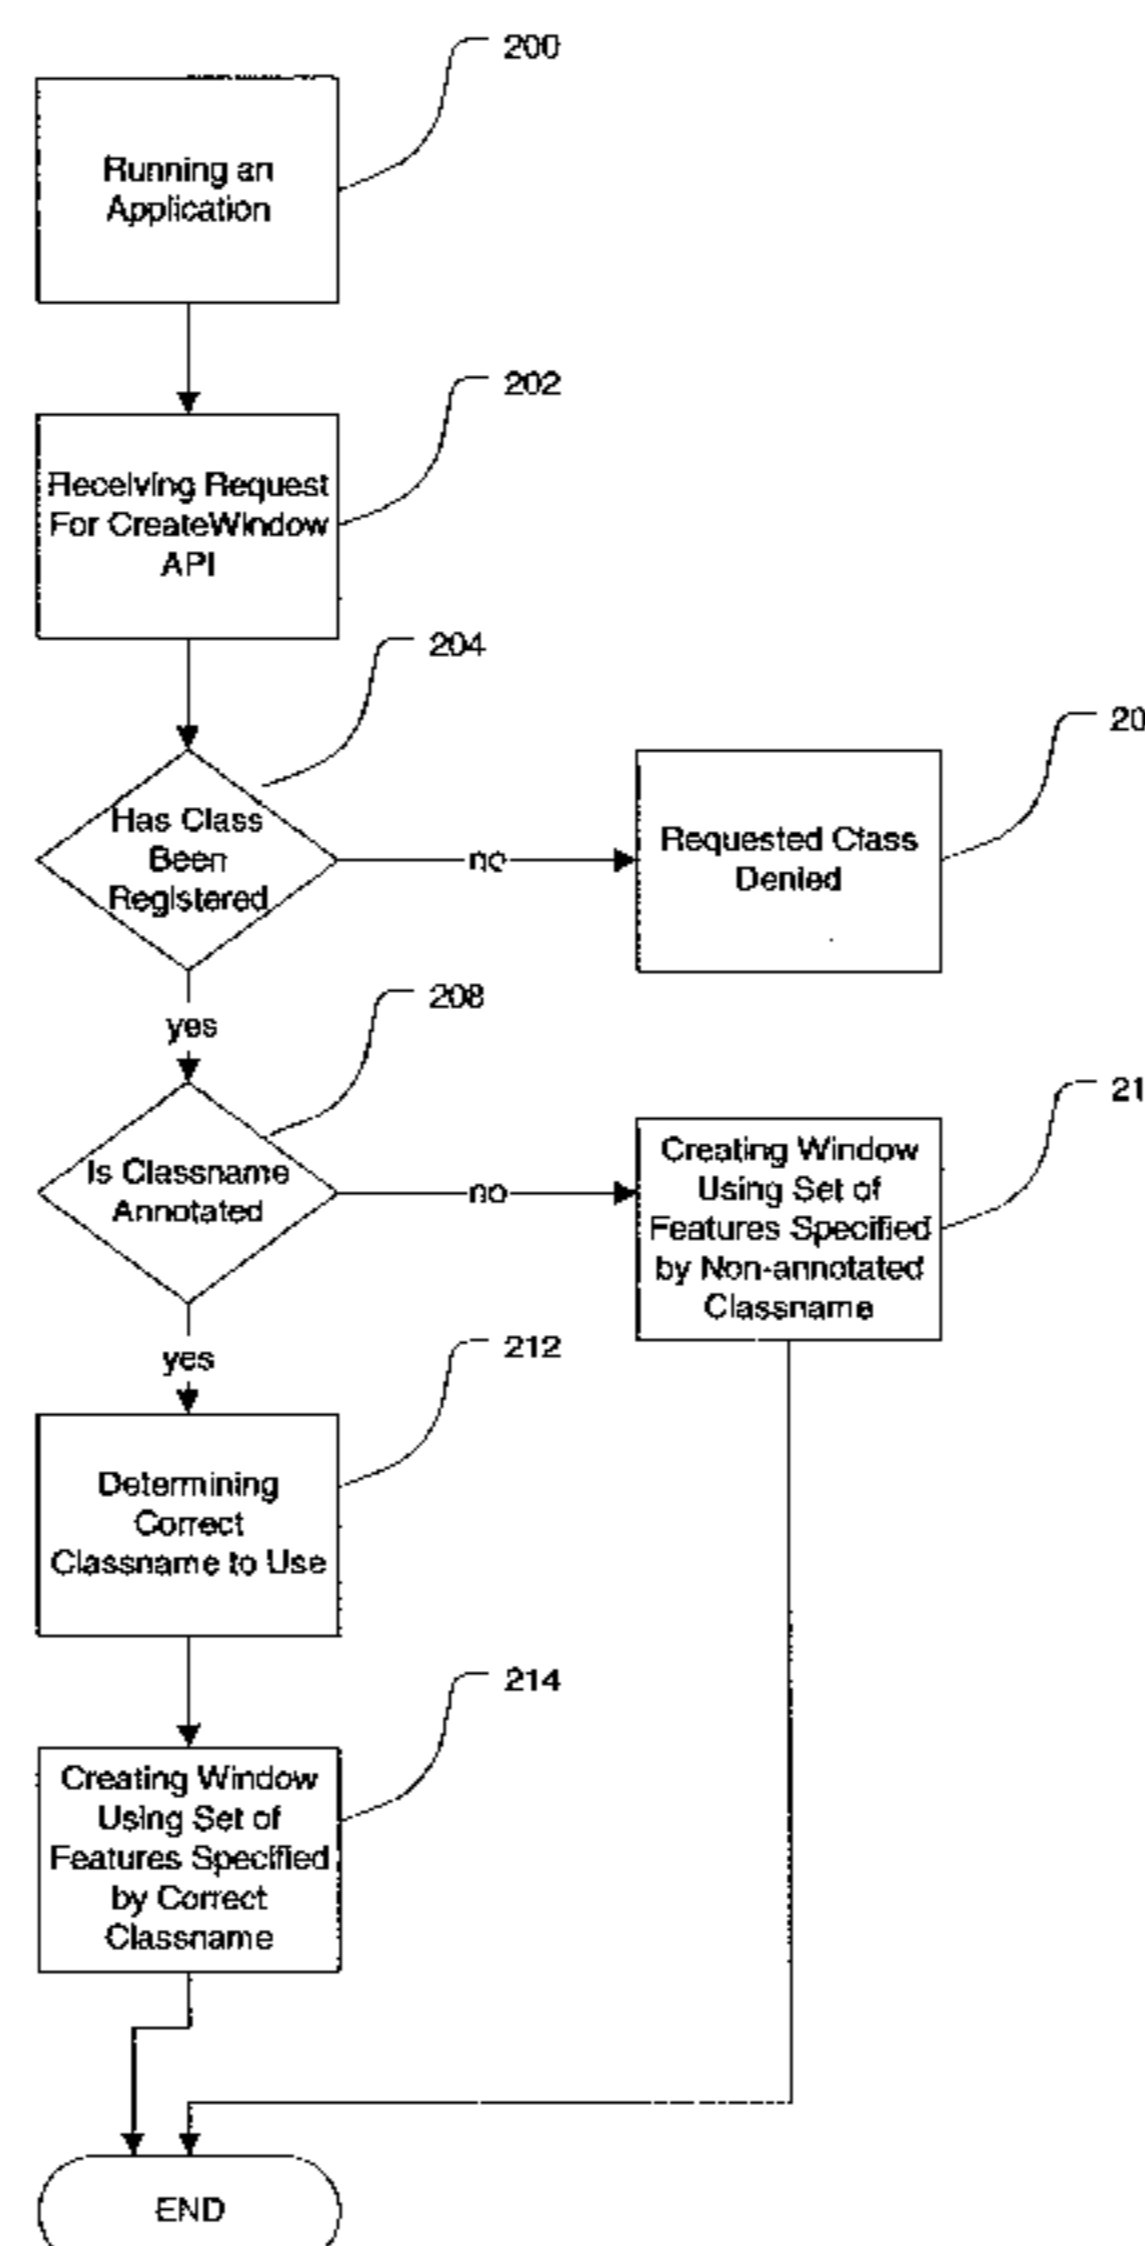 200
Running an
Application
202
Receiving Request
For CreateWindow
API
204
Has Class
Been
Registered
no
20
Requested Class
Denied
yes
208
Is Classname
Annotated
no
21
Creating Window
Using Set of
Features Specified
by Non-annotated
Classname
yes
212
Determining
Correct
Classname to Use
214
Creating Window
Using Set of
Features Specified
by Correct
Classname
END